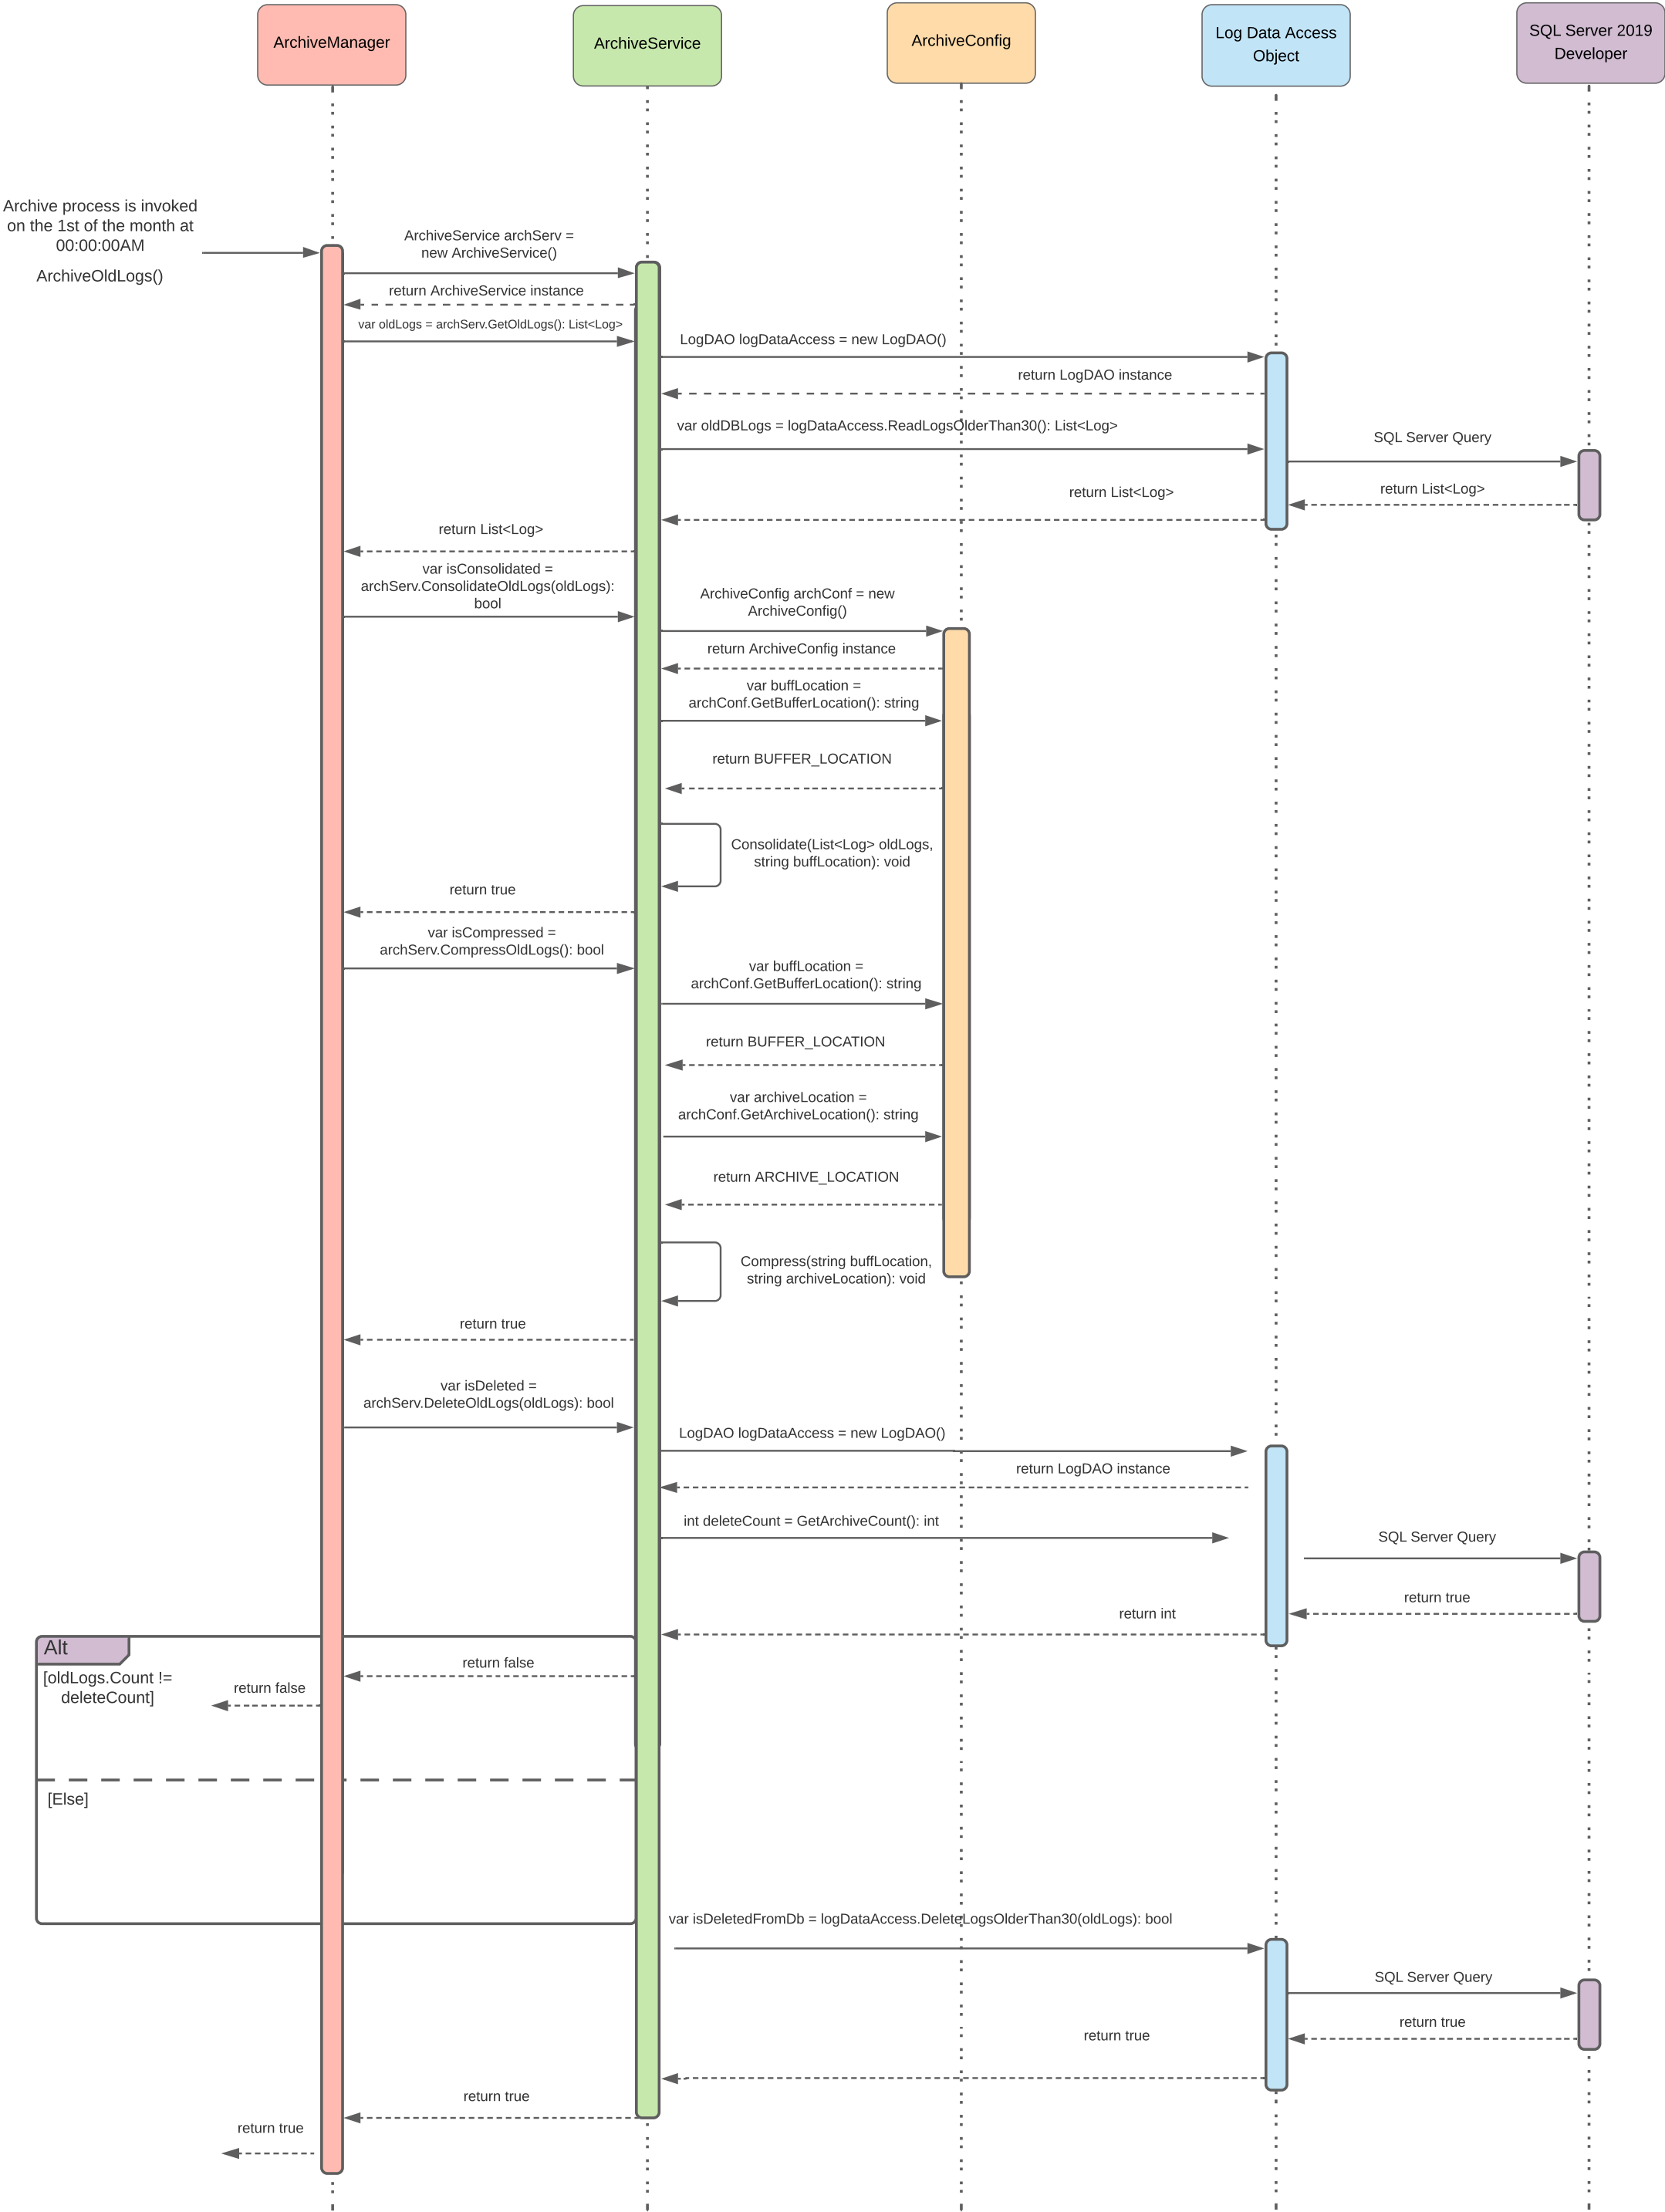 ArchiveManager
ArchiveService
ArchiveConfig
Log Data Access
Object
SQL Server 2019
Developer
Archive process is invoked
on the 1st of the month at
00:00:00AM
ArchiveOldLogs()
ArchiveService archServ =
new ArchiveService()
return ArchiveService instance
var oldLogs = archServ.GetOldLogs(): List<Log>
LogDAO logDataAccess = new LogDAO()
return LogDAO instance
var oldDBLogs = logDataAccess.ReadLogsOlderThan30(): List<Log>
SQL Server Query
return List<Log>
return List<Log>
return List<Log>
var isConsolidated =
archServ.ConsolidateOldLogs(oldLogs):
bool
ArchiveConfig archConf = new
ArchiveConfig()
return ArchiveConfig instance
var buffLocation =
archConf.GetBufferLocation(): string
return BUFFER_LOCATION
Consolidate(List<Log> oldLogs,
string buffLocation): void
return true
var isCompressed =
archServ.CompressOldLogs(): bool
var buffLocation =
archConf.GetBufferLocation(): string
return BUFFER_LOCATION
var archiveLocation =
archConf.GetArchiveLocation(): string
return ARCHIVE_LOCATION
Compress(string buffLocation,
string archiveLocation): void
return true
var isDeleted =
archServ.DeleteOldLogs(oldLogs): bool
LogDAO logDataAccess = new LogDAO()
return LogDAO instance
int deleteCount = GetArchiveCount(): int
SQL Server Query
return true
return int
Alt
[oldLogs.Count !=
deleteCount]
return false
return false
[Else]
var isDeletedFromDb = logDataAccess.DeleteLogsOlderThan30(oldLogs): bool
SQL Server Query
return true
return true
return true
return true